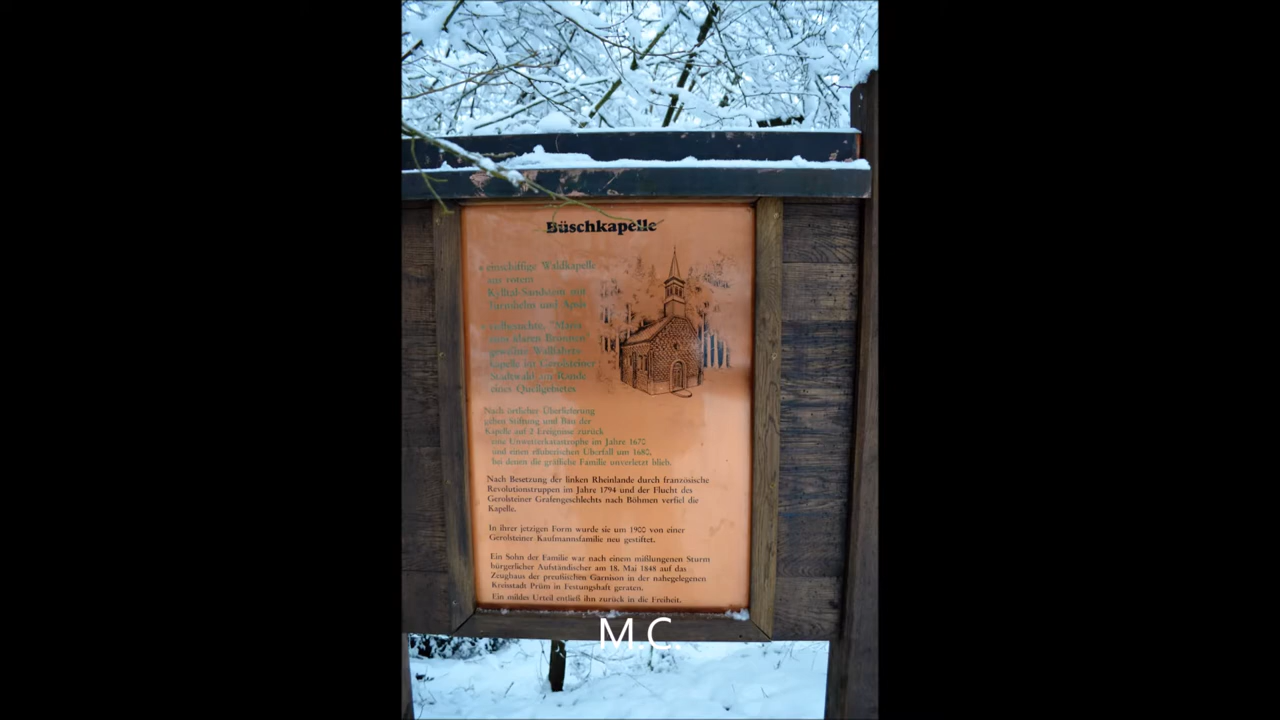 Büschkapelle
einschiffige Waldkapelle
aus rotem
Kylltal-Sandstein mit
Turmhelm und Apsis
vielbesuchte, "Maria
zum klaren Brunnen"
geweihte Wallfahrts-
kapelle im Gerolsteiner
Stadtwald am Rande
eines Quellgebietes
Nach örtlicher Überlieferung
gehen Stiftung und Bau der
Kapelle auf 2 Ereignisse zurück
eine Unwetterkatastrophe im Jahre 1670
und einen räuberischen Überfall um 1680,
bei denen die gräfliche Familie unverletzt blieb.
Nach Besetzung der linken Rheinlande durch französische
Revolutionstruppen im Jahre 1794 und der Flucht des
Gerolsteiner Grafengeschlechts nach Böhmen verfiel die
Kapelle.
In ihrer jetzigen Form wurde sie um 1900 von einer
Gerolsteiner Kaufmannsfamilie neu gestiftet.
Ein Sohn der Familie war nach einem mißlungenen Sturm
bürgerlicher Aufständischer am 18. Mai 1848 auf das
Zeughaus der preußischen Garnison in der nahegelegenen
Kreisstadt Prüm in Festungshaft geraten.
Ein mildes Urteil entließ ihn zurück in die Freiheit.
M.C.